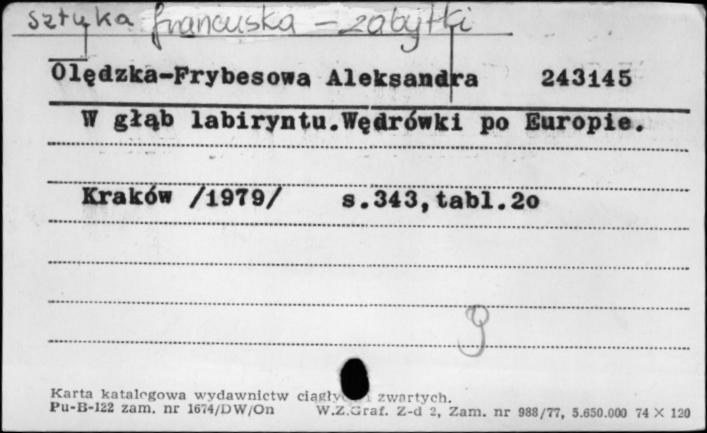 sztuka francuska – zabytki
Olędzka-Frybesowa Aleksandra 243145
W głąb labiryntu.Wędrówki po Europie.
Kraków /1979/ s.343,tabl.2o
9
Karta katalogowa wydawnictw ciągły i zwartych.
Pu-B-122 zam. nr 1674/DW/On W.Z.Graf. Z-d 2, Zam. nr 988/77, 5.650.000 74 × 120